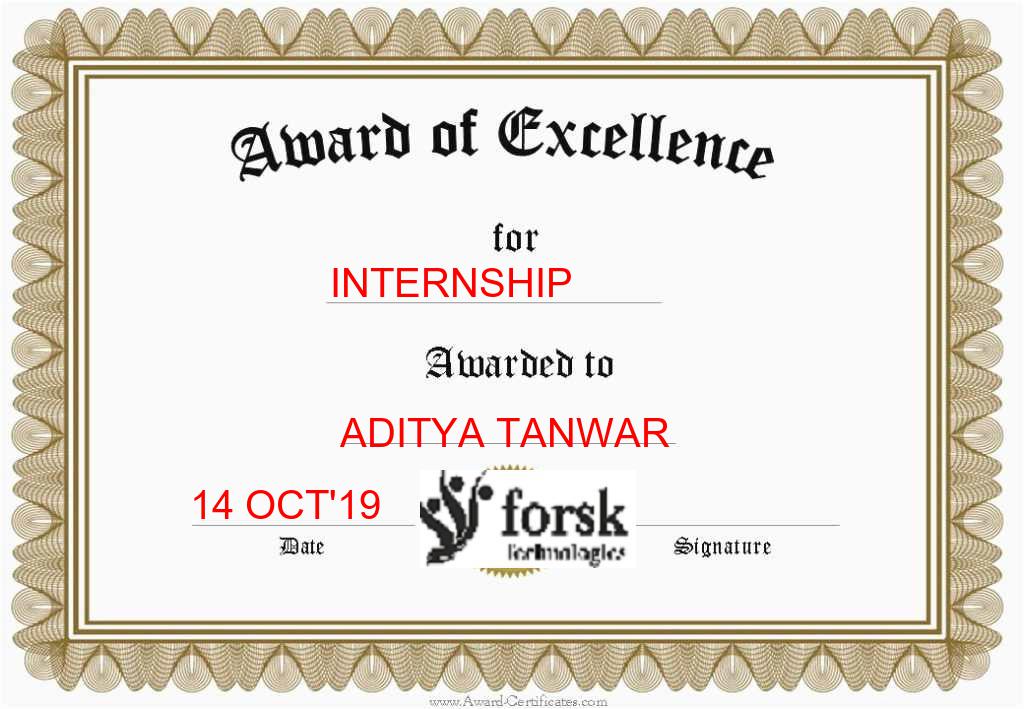 Award of Excellence
for
INTERNSHIP
Awarded to
ADITYA TANWAR
14 OCT'19
forsk
Technologies
Date
Signature
www.Award-Certificates.com